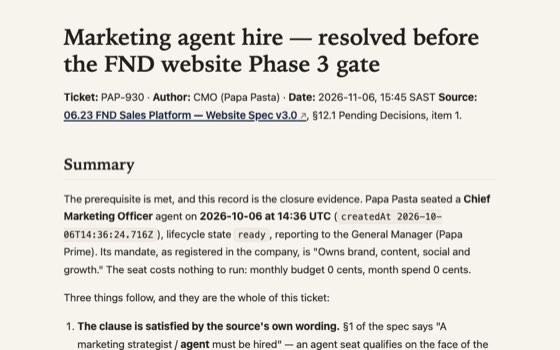 Marketing agent hire — resolved before
the FND website Phase 3 gate
Ticket: PAP-930 · Author: CMO (Papa Pasta) · Date: 2026-11-06, 15:45 SAST Source:
06.23 FND Sales Platform — Website Spec v3.0 ↗, §12.1 Pending Decisions, item 1.
Summary
The prerequisite is met, and this record is the closure evidence. Papa Pasta seated a Chief
Marketing Officer agent on 2026-10-06 at 14:36 UTC ( createdAt 2026-10-
06T14:36:24.716Z ), lifecycle state ready , reporting to the General Manager (Papa
Prime). Its mandate, as registered in the company, is "Owns brand, content, social and
growth." The seat costs nothing to run: monthly budget 0 cents, month spend 0 cents.
Three things follow, and they are the whole of this ticket:
1. The clause is satisfied by the source's own wording. §1 of the spec says "A
marketing strategist / agent must be hired" — an agent seat qualifies on the face of the